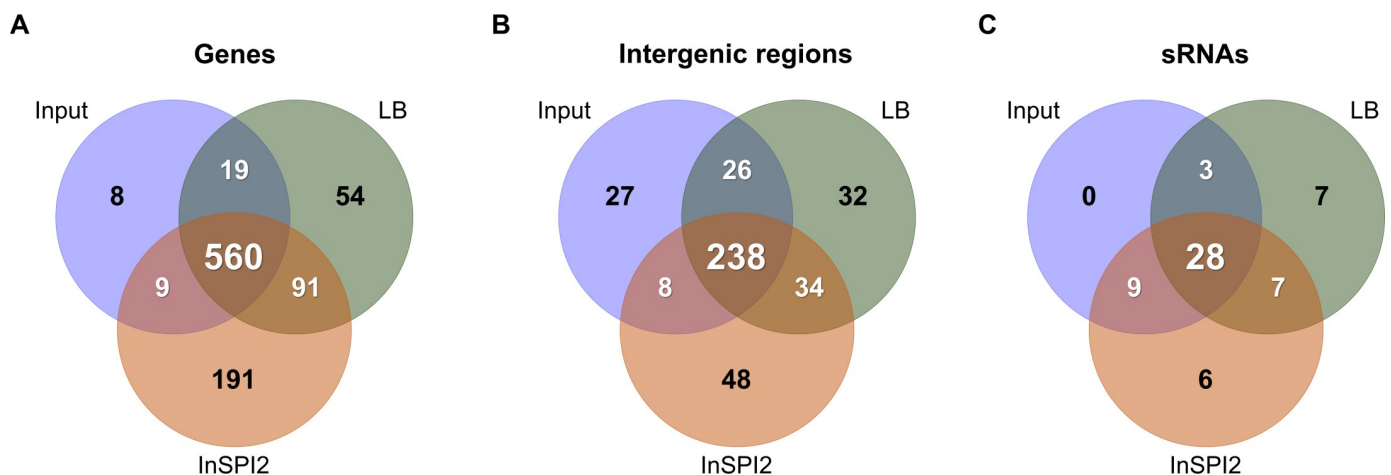 A
Genes
Input
LB
8
19
54
560
9
91
191
InSPI2
B
Intergenic regions
Input
LB
27
26
32
238
8
34
48
InSPI2
C
sRNAs
Input
LB
0
3
7
28
9
7
6
InSPI2